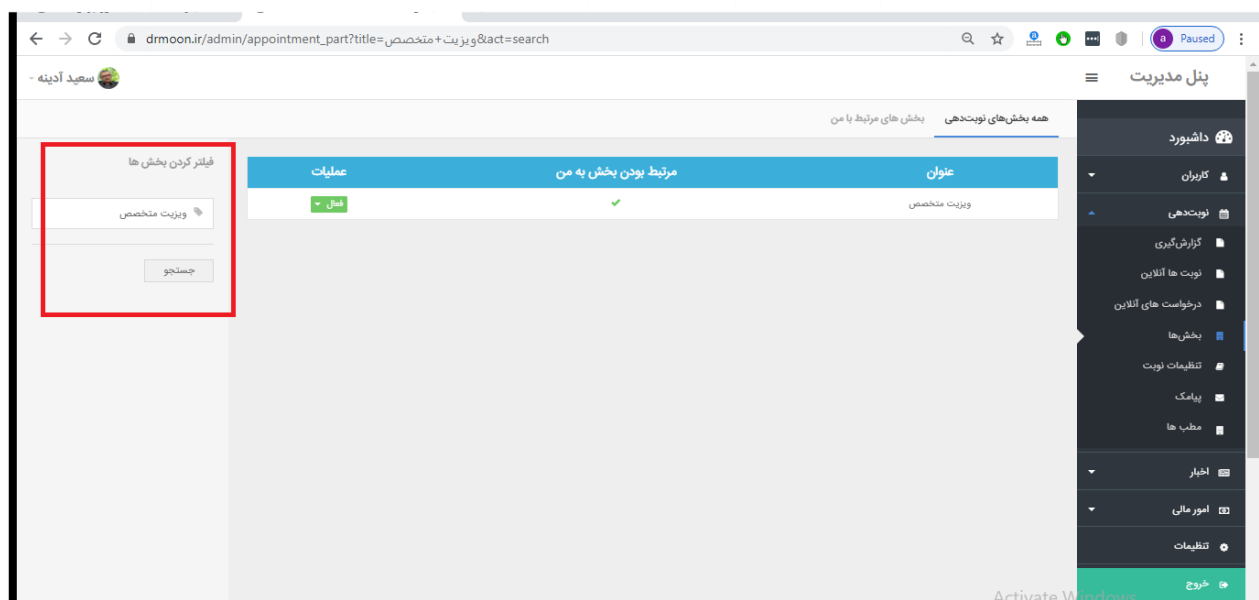 drmoon.ir/admin/appointment_part?title=ویزیت+متخصص&act=search
a Paused
پنل مدیریت
سعید آدینه
داشبورد
کاربران
نوبت‌دهی
گزارش‌گیری
نوبت ها آنلاین
درخواست های آنلاین
بخش‌ها
تنظیمات نوبت
پیامک
مطب ها
اخبار
امور مالی
تنظیمات
خروج
همه بخش‌های نوبت‌دهی
بخش های مرتبط با من
عنوان مرتبط بودن بخش به من عملیات
ویزیت متخصص فعال
فیلتر کردن بخش ها
ویزیت متخصص
جستجو
Activate Windows